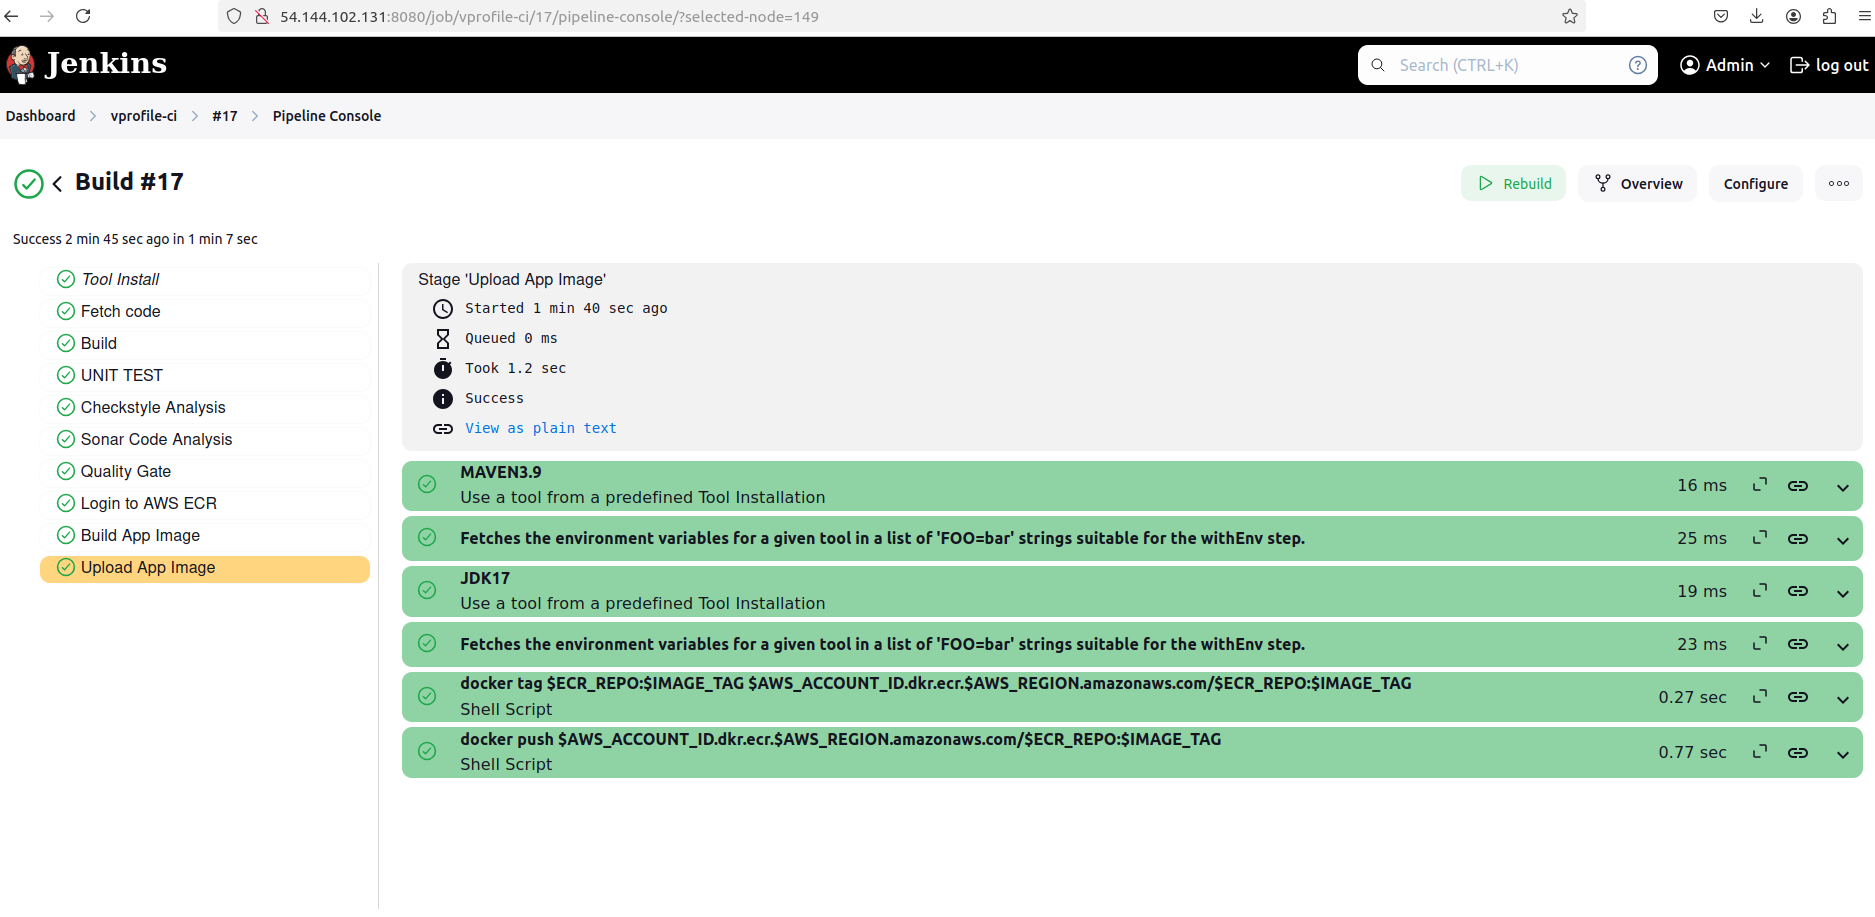 54.144.102.131:8080/job/vprofile-ci/17/pipeline-console/?selected-node=149
Jenkins
Search (CTRL+K)
Admin
log out
Dashboard > vprofile-ci > #17 > Pipeline Console
Build #17
Rebuild
Overview
Configure
Success 2 min 45 sec ago in 1 min 7 sec
Tool Install
Fetch code
Build
UNIT TEST
Checkstyle Analysis
Sonar Code Analysis
Quality Gate
Login to AWS ECR
Build App Image
Upload App Image
Stage 'Upload App Image'
Started 1 min 40 sec ago
Queued 0 ms
Took 1.2 sec
Success
View as plain text
MAVEN3.9
Use a tool from a predefined Tool Installation
16 ms
Fetches the environment variables for a given tool in a list of 'FOO=bar' strings suitable for the withEnv step.
25 ms
JDK17
Use a tool from a predefined Tool Installation
19 ms
Fetches the environment variables for a given tool in a list of 'FOO=bar' strings suitable for the withEnv step.
23 ms
docker tag $ECR_REPO:$IMAGE_TAG $AWS_ACCOUNT_ID.dkr.ecr.$AWS_REGION.amazonaws.com/$ECR_REPO:$IMAGE_TAG
Shell Script
0.27 sec
docker push $AWS_ACCOUNT_ID.dkr.ecr.$AWS_REGION.amazonaws.com/$ECR_REPO:$IMAGE_TAG
Shell Script
0.77 sec